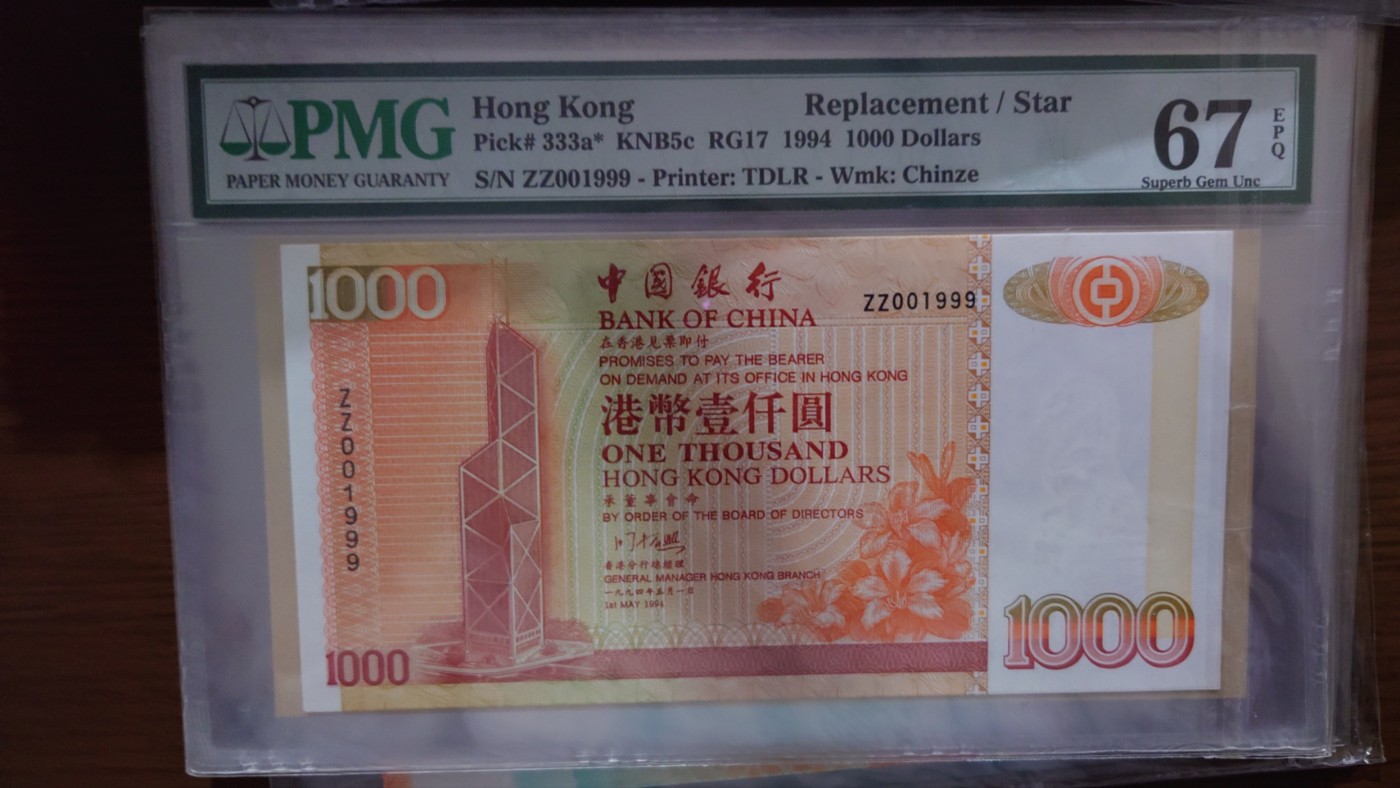 PMG
PAPER MONEY GUARANTY
Hong Kong Replacement / Star
Pick# 333a* KNB5c RG17 1994 1000 Dollars
S/N ZZ001999 - Printer: TDLR - Wmk: Chinze
67
EPQ
Superb Gem Unc
1000
中國銀行
ZZ001999
BANK OF CHINA
在香港見票即付
PROMISES TO PAY THE BEARER
ON DEMAND AT ITS OFFICE IN HONG KONG
港幣壹仟圓
ONE THOUSAND
HONG KONG DOLLARS
承董事會命
BY ORDER OF THE BOARD OF DIRECTORS
香港分行總經理
GENERAL MANAGER HONG KONG BRANCH
一九九四年五月一日
1st MAY 1994
ZZ001999
1000
1000